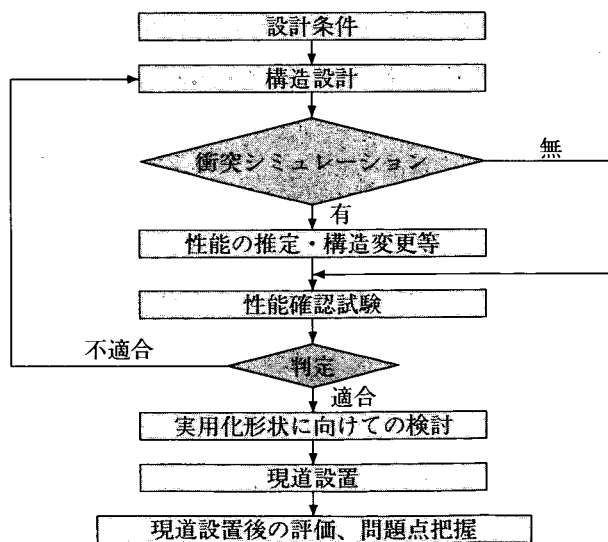 設計条件
構造設計
衝突シミュレーション
無
有
性能の推定・構造変更等
性能確認試験
不適合
判定
適合
実用化形状に向けての検討
現道設置
現道設置後の評価、問題点把握